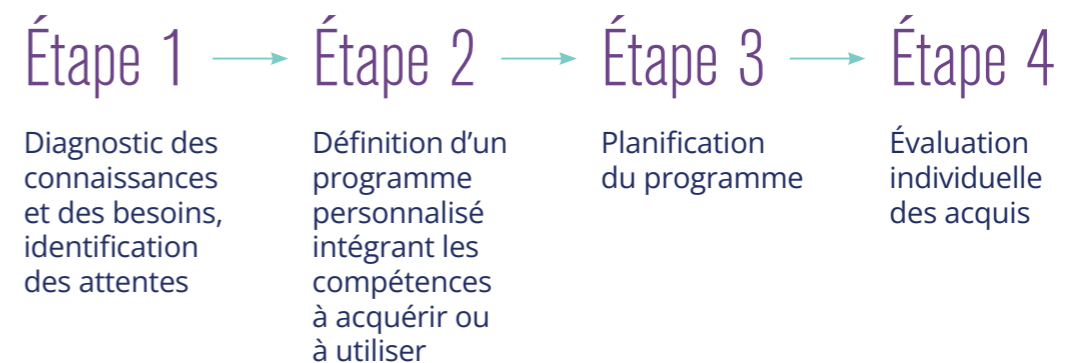 Étape 1
Diagnostic des
connaissances
et des besoins,
identification
des attentes
Étape 2
Définition d’un
programme
personnalisé
intégrant les
compétences
à acquérir ou
à utiliser
Étape 3
Planification
du programme
Étape 4
Évaluation
individuelle
des acquis